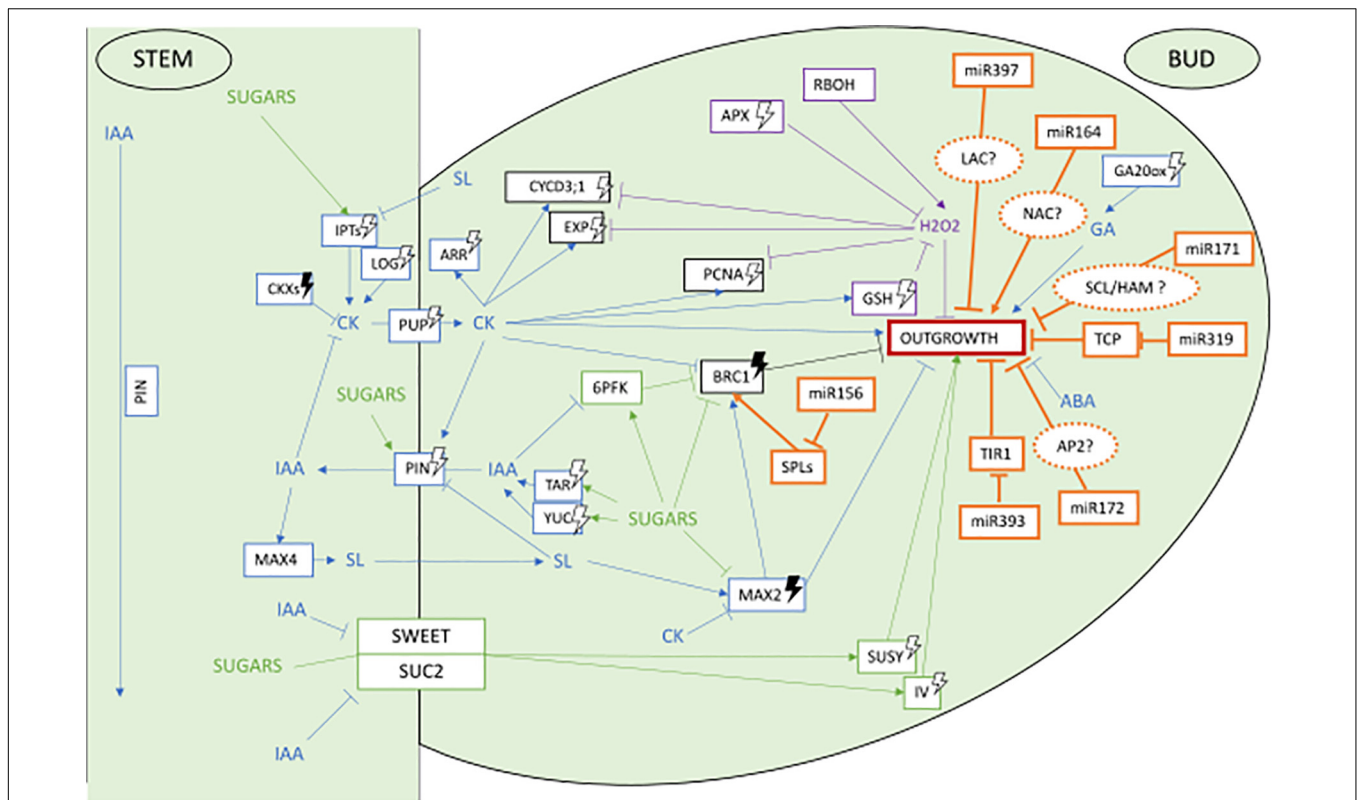 STEM
BUD
SUGARS
IAA
PIN
SL
IPTs
LOG
CKXs
CK
PUP
CK
ARR
CYCD3;1
EXP
PCNA
GSH
APX
RBOH
H2O2
miR397
LAC?
miR164
NAC?
GA20ox
GA
miR171
SCL/HAM ?
OUTGROWTH
TCP
miR319
BRC1
6PFK
miR156
SPLs
ABA
TIR1
AP2?
miR393
miR172
SUGARS
IAA
PIN
IAA
TAR
YUC
SUGARS
MAX4
SL
SL
MAX2
CK
IAA
SWEET
SUGARS
SUC2
SUSY
IV
IAA